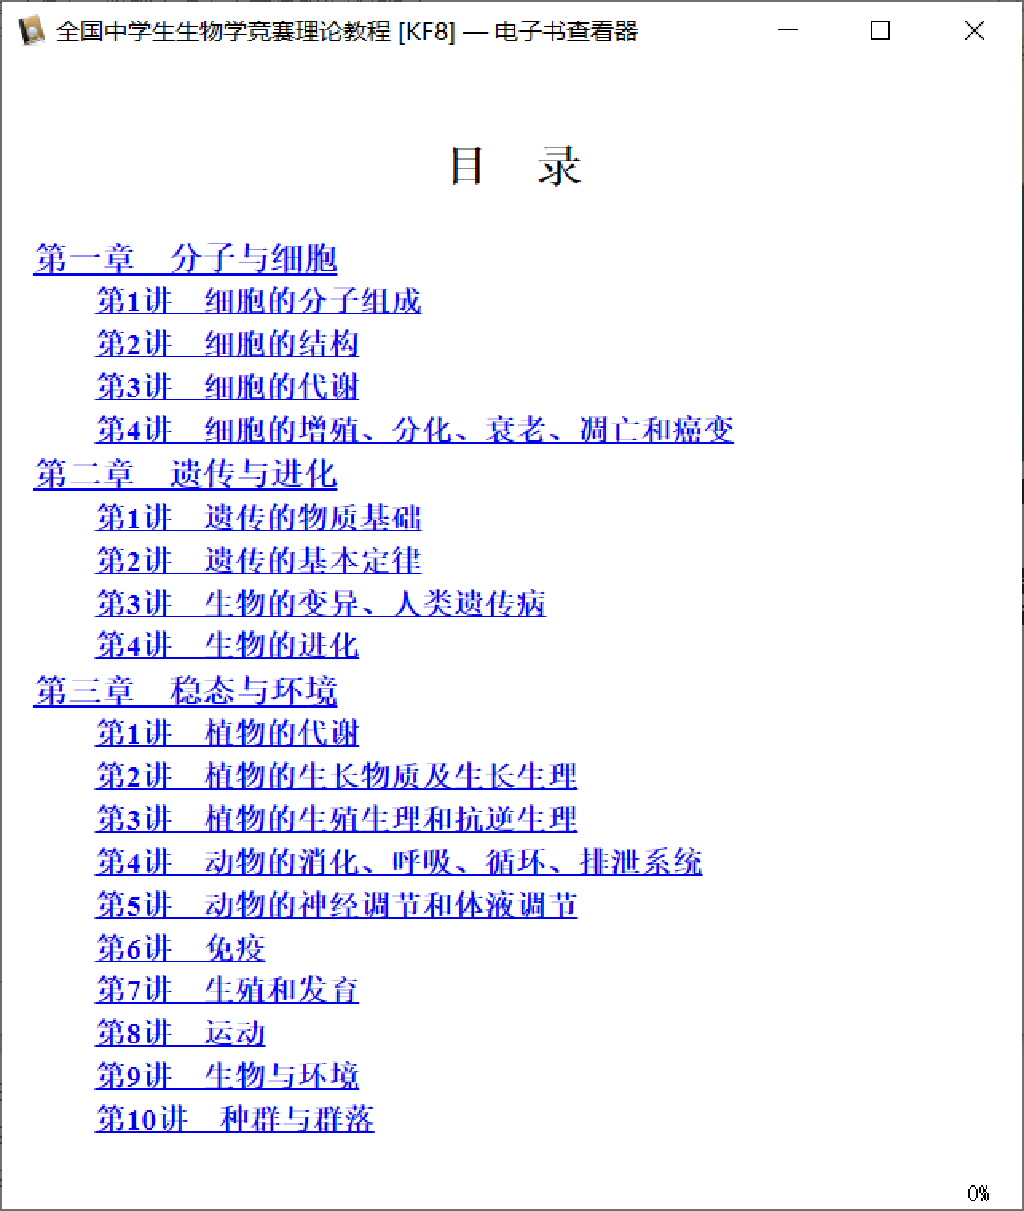 全国中学生生物学竞赛理论教程 [KF8] — 电子书查看器
目 录
第一章 分子与细胞
第1讲 细胞的分子组成
第2讲 细胞的结构
第3讲 细胞的代谢
第4讲 细胞的增殖、分化、衰老、凋亡和癌变
第二章 遗传与进化
第1讲 遗传的物质基础
第2讲 遗传的基本定律
第3讲 生物的变异、人类遗传病
第4讲 生物的进化
第三章 稳态与环境
第1讲 植物的代谢
第2讲 植物的生长物质及生长生理
第3讲 植物的生殖生理和抗逆生理
第4讲 动物的消化、呼吸、循环、排泄系统
第5讲 动物的神经调节和体液调节
第6讲 免疫
第7讲 生殖和发育
第8讲 运动
第9讲 生物与环境
第10讲 种群与群落
0%